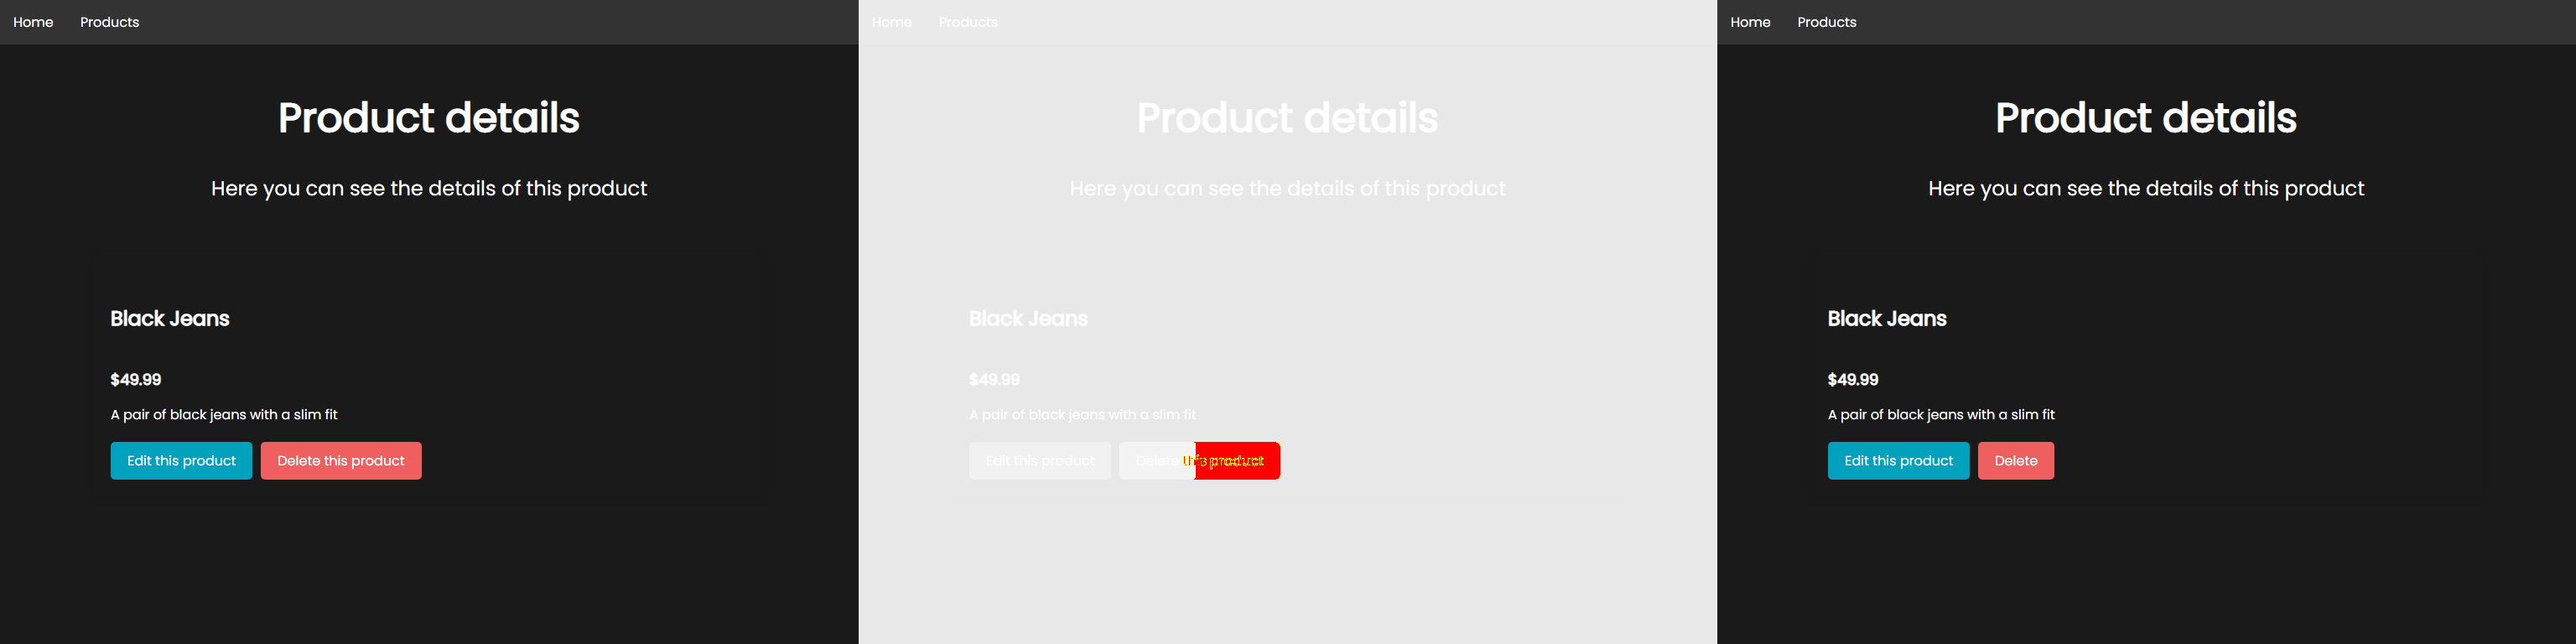 Home Products
Product details
Here you can see the details of this product
Black Jeans
$49.99
A pair of black jeans with a slim fit
Edit this product Delete this product
Home Products
Product details
Here you can see the details of this product
Black Jeans
$49.99
A pair of black jeans with a slim fit
Edit this product Delete this product
Home Products
Product details
Here you can see the details of this product
Black Jeans
$49.99
A pair of black jeans with a slim fit
Edit this product Delete